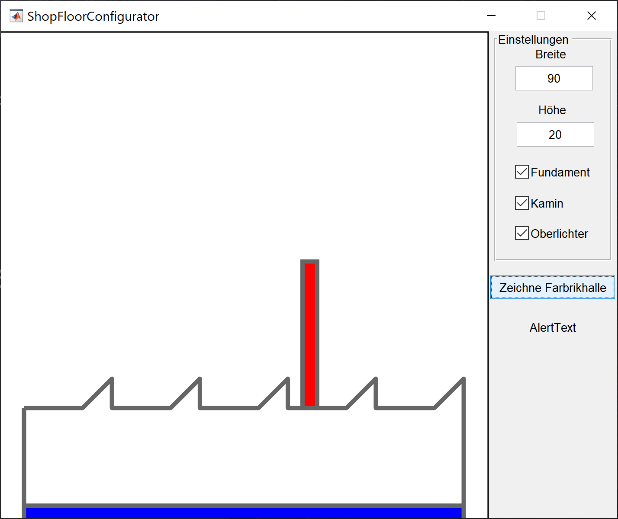 ShopFloorConfigurator
Einstellungen
Breite
90
Höhe
20
Fundament
Kamin
Oberlichter
Zeichne Farbrikhalle
AlertText